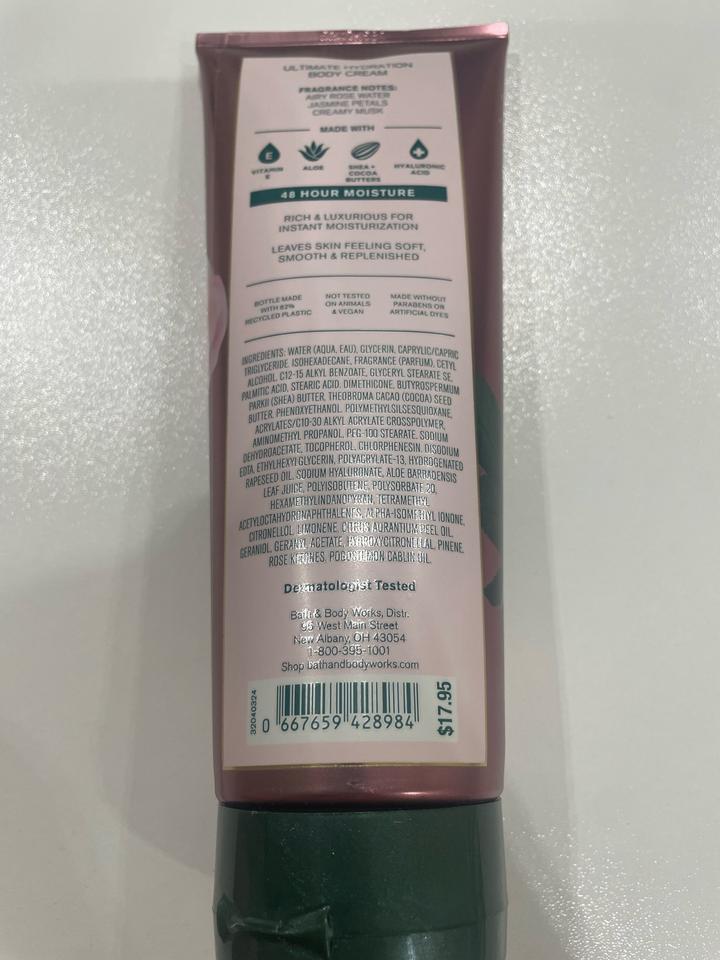 ULTIMATE HYDRATION
BODY CREAM
FRAGRANCE NOTES:
AIRY ROSE WATER
JASMINE PETALS
CREAMY MUSK
MADE WITH
E
VITAMIN
E
ALOE
SHEA +
COCOA
BUTTERS
HYALURONIC
ACID
48 HOUR MOISTURE
RICH & LUXURIOUS FOR
INSTANT MOISTURIZATION
LEAVES SKIN FEELING SOFT,
SMOOTH & REPLENISHED
BOTTLE MADE
WITH 82%
RECYCLED PLASTIC
NOT TESTED
ON ANIMALS
& VEGAN
MADE WITHOUT
PARABENS OR
ARTIFICIAL DYES
INGREDIENTS: WATER (AQUA, EAU), GLYCERIN, CAPRYLIC/CAPRIC
TRIGLYCERIDE, ISOHEXADECANE, FRAGRANCE (PARFUM), CETYL
ALCOHOL, C12-15 ALKYL BENZOATE, GLYCERYL STEARATE SE,
PALMITIC ACID, STEARIC ACID, DIMETHICONE, BUTYROSPERMUM
PARKII (SHEA) BUTTER, THEOBROMA CACAO (COCOA) SEED
BUTTER, PHENOXYETHANOL, POLYMETHYLSILSESQUIOXANE,
ACRYLATES/C10-30 ALKYL ACRYLATE CROSSPOLYMER,
AMINOMETHYL PROPANOL, PEG-100 STEARATE, SODIUM
DEHYDROACETATE, TOCOPHEROL, CHLORPHENESIN, DISODIUM
EDTA, ETHYLHEXYLGLYCERIN, POLYACRYLATE-13, HYDROGENATED
RAPESEED OIL, SODIUM HYALURONATE, ALOE BARBADENSIS
LEAF JUICE, POLYISOBUTENE, POLYSORBATE 20,
HEXAMETHYLINDANOPYRAN, TETRAMETHYL
ACETYLOCTAHYDRONAPHTHALENES, ALPHA-ISOMETHYL IONONE,
CITRONELLOL, LIMONENE, CITRUS AURANTIUM PEEL OIL,
GERANIOL, GERANYL ACETATE, HYDROXYCITRONELLAL, PINENE,
ROSE KETONES, POGOSTEMON CABLIN OIL.
Dermatologist Tested
Bath & Body Works, Distr.
95 West Main Street
New Albany, OH 43054
1-800-395-1001
Shop bathandbodyworks.com
32040324
0 667659 428984
$17.95